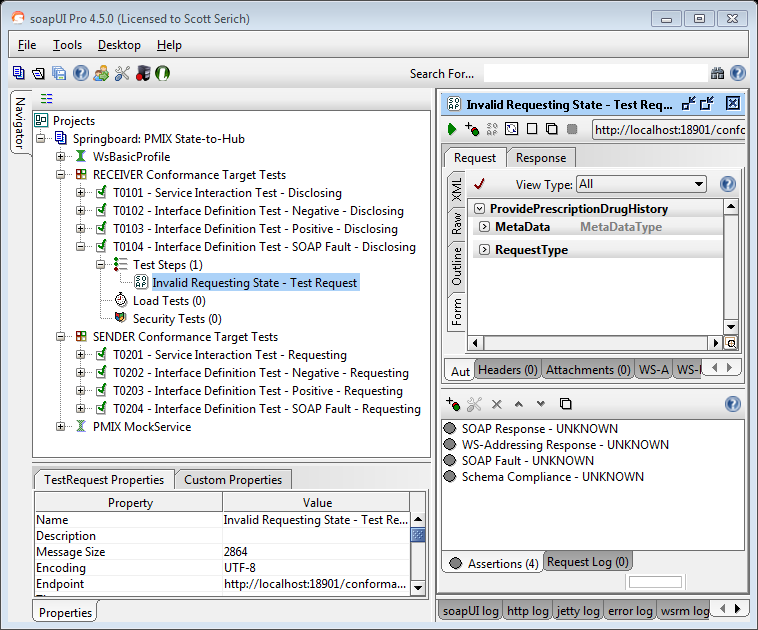 soapUI Pro 4.5.0 (Licensed to Scott Serich)
File Tools Desktop Help
Search For...
Navigator
Projects
Springboard: PMIX State-to-Hub
WsBasicProfile
RECEIVER Conformance Target Tests
T0101 - Service Interaction Test - Disclosing
T0102 - Interface Definition Test - Negative - Disclosing
T0103 - Interface Definition Test - Positive - Disclosing
T0104 - Interface Definition Test - SOAP Fault - Disclosing
Test Steps (1)
Invalid Requesting State - Test Request
Load Tests (0)
Security Tests (0)
SENDER Conformance Target Tests
T0201 - Service Interaction Test - Requesting
T0202 - Interface Definition Test - Negative - Requesting
T0203 - Interface Definition Test - Positive - Requesting
T0204 - Interface Definition Test - SOAP Fault - Requesting
PMIX MockService
TestRequest Properties Custom Properties
Property Value
Name Invalid Requesting State - Test Re...
Description
Message Size 2864
Encoding UTF-8
Endpoint http://localhost:18901/conforma...
Properties
Invalid Requesting State - Test Req...
http://localhost:18901/confo
Request Response
XML
Raw
Outline
Form
View Type: All
ProvidePrescriptionDrugHistory
MetaData MetaDataType
RequestType
Aut Headers (0) Attachments (0) WS-A WS-
SOAP Response - UNKNOWN
WS-Addressing Response - UNKNOWN
SOAP Fault - UNKNOWN
Schema Compliance - UNKNOWN
Assertions (4) Request Log (0)
soapUI log http log jetty log error log wsrm log